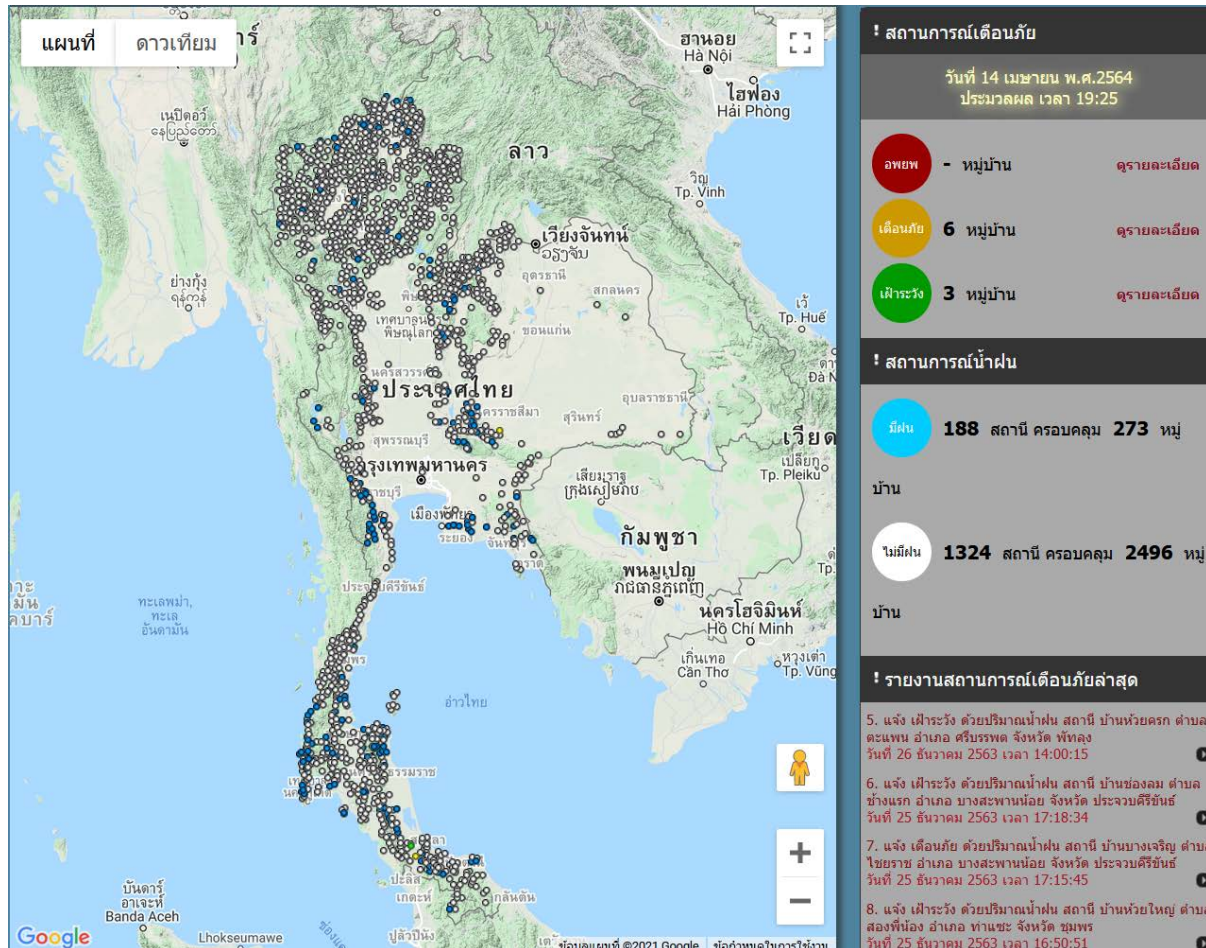 แผนที่
ดาวเทียม
ฮานอย
Hà Nội
ไฮฟอง
Hải Phòng
เนปิดอว์
နေပြည်တော်
ลาว
วิญ
Tp. Vinh
เวียงจันทน์
ວຽງຈັນ
อุดรธานี
สกลนคร
ย่างกุ้ง
ရန်ကုန်
เว้
Tp. Huế
พิษณุโลก
ขอนแก่น
นครสวรรค์
ประเทศไทย
อุบลราชธานี
สุรินทร์
สุพรรณบุรี
กรุงเทพมหานคร
เปล็ยกู
Tp. Pleiku
เสียมราฐ
ក្រុងសៀមរាប
ระยอง
กัมพูชา
พนมเปญ
រាជធានីភ្នំពេញ
นครโฮจิมินห์
Hồ Chí Minh
ทะเลพม่า,
ทะเล
อันดามัน
เกิ่นเทอ
Cần Thơ
หวุงเต่า
Tp. Vũng
อ่าวไทย
บันดาร์
อาเจะห์
Banda Aceh
Lhokseumawe
ปูเลาปีนัง
Google
ข้อมูลแผนที่ ©2021 Google
ข้อกำหนดในการใช้งาน
! สถานการณ์เตือนภัย
วันที่ 14 เมษายน พ.ศ.2564
ประมวลผล เวลา 19:25
อพยพ - หมู่บ้าน ดูรายละเอียด
เตือนภัย 6 หมู่บ้าน ดูรายละเอียด
เฝ้าระวัง 3 หมู่บ้าน ดูรายละเอียด
! สถานการณ์น้ำฝน
มีฝน 188 สถานี ครอบคลุม 273 หมู่
บ้าน
ไม่มีฝน 1324 สถานี ครอบคลุม 2496 หมู่
บ้าน
! รายงานสถานการณ์เตือนภัยล่าสุด
5. แจ้ง เฝ้าระวัง ด้วยปริมาณน้ำฝน สถานี บ้านห้วยครก ตำบล
ตะแพน อำเภอ ศรีบรรพต จังหวัด พัทลุง
วันที่ 26 ธันวาคม 2563 เวลา 14:00:15
6. แจ้ง เฝ้าระวัง ด้วยปริมาณน้ำฝน สถานี บ้านช่องลม ตำบล
ช้างแรก อำเภอ บางสะพานน้อย จังหวัด ประจวบคีรีขันธ์
วันที่ 25 ธันวาคม 2563 เวลา 17:18:34
7. แจ้ง เตือนภัย ด้วยปริมาณน้ำฝน สถานี บ้านบางเจริญ ตำบล
ไชยราช อำเภอ บางสะพานน้อย จังหวัด ประจวบคีรีขันธ์
วันที่ 25 ธันวาคม 2563 เวลา 17:15:45
8. แจ้ง เฝ้าระวัง ด้วยปริมาณน้ำฝน สถานี บ้านห้วยใหญ่ ตำบล
สองพี่น้อง อำเภอ ท่าแซะ จังหวัด ชุมพร
วันที่ 25 ธันวาคม 2563 เวลา 16:50:51